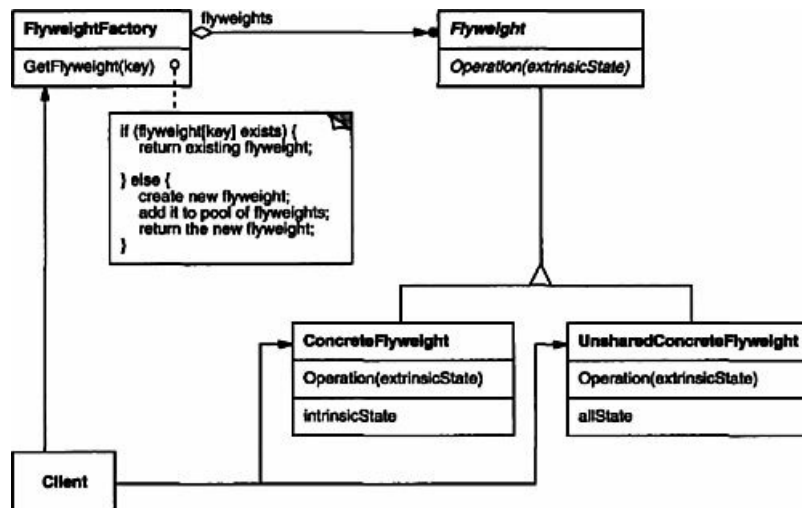 flyweights
FlyweightFactory
GetFlyweight(key)
Flyweight
Operation(extrinsicState)
if (flyweight[key] exists) {
return existing flyweight;
} else {
create new flyweight;
add it to pool of flyweights;
return the new flyweight;
}
ConcreteFlyweight
Operation(extrinsicState)
intrinsicState
UnsharedConcreteFlyweight
Operation(extrinsicState)
allState
Client